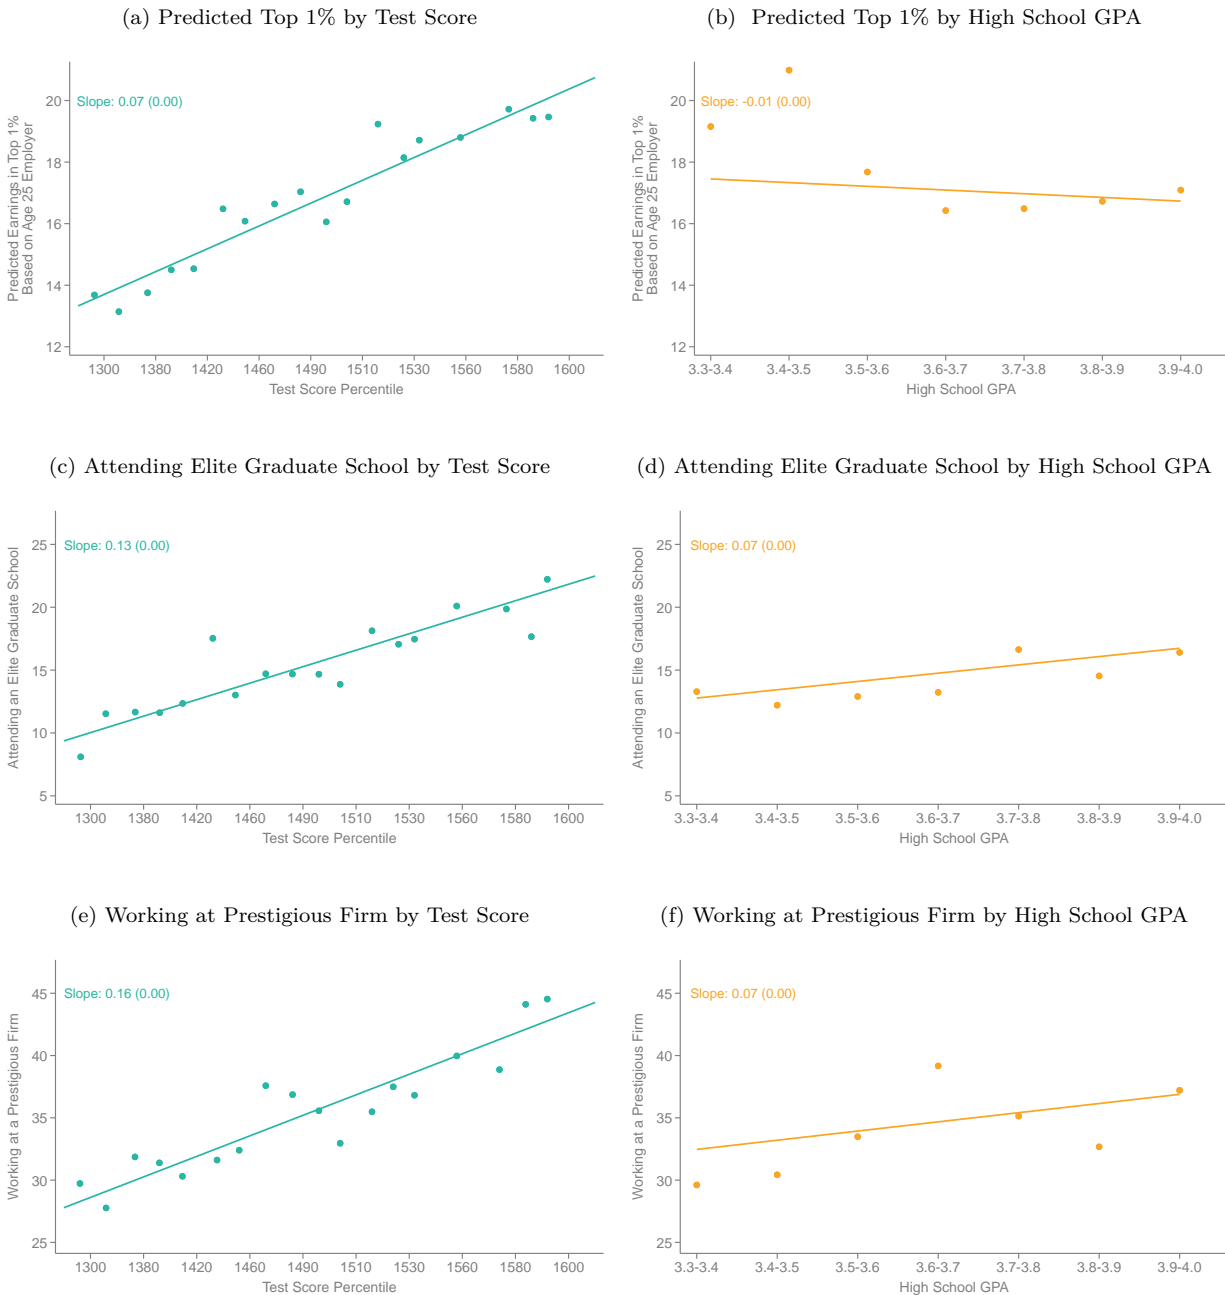 (a) Predicted Top 1% by Test Score
Predicted Earnings in Top 1%
Based on Age 25 Employer
20
18
16
14
12
Slope: 0.07 (0.00)
1300 1380 1420 1460 1490 1510 1530 1560 1580 1600
Test Score Percentile
(b) Predicted Top 1% by High School GPA
Predicted Earnings in Top 1%
Based on Age 25 Employer
20
18
16
14
12
Slope: -0.01 (0.00)
3.3-3.4 3.4-3.5 3.5-3.6 3.6-3.7 3.7-3.8 3.8-3.9 3.9-4.0
High School GPA
(c) Attending Elite Graduate School by Test Score
Attending an Elite Graduate School
25
20
15
10
5
Slope: 0.13 (0.00)
1300 1380 1420 1460 1490 1510 1530 1560 1580 1600
Test Score Percentile
(d) Attending Elite Graduate School by High School GPA
Attending an Elite Graduate School
25
20
15
10
5
Slope: 0.07 (0.00)
3.3-3.4 3.4-3.5 3.5-3.6 3.6-3.7 3.7-3.8 3.8-3.9 3.9-4.0
High School GPA
(e) Working at Prestigious Firm by Test Score
Working at a Prestigious Firm
45
40
35
30
25
Slope: 0.16 (0.00)
1300 1380 1420 1460 1490 1510 1530 1560 1580 1600
Test Score Percentile
(f) Working at Prestigious Firm by High School GPA
Working at a Prestigious Firm
45
40
35
30
25
Slope: 0.07 (0.00)
3.3-3.4 3.4-3.5 3.5-3.6 3.6-3.7 3.7-3.8 3.8-3.9 3.9-4.0
High School GPA